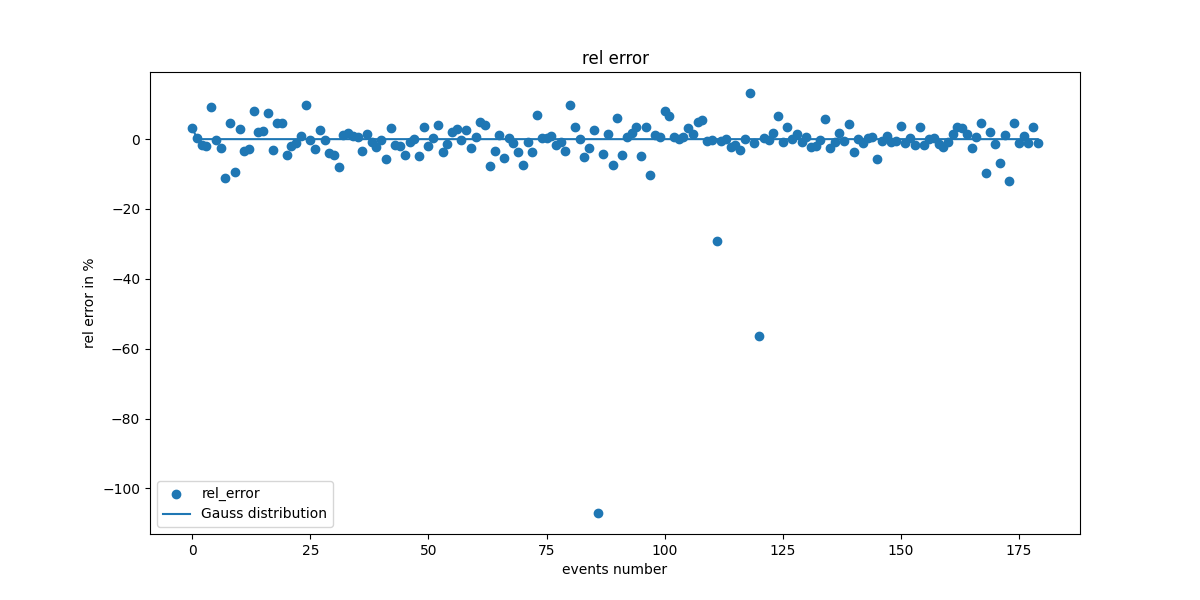 rel error
rel error in %
0
−20
−40
−60
−80
−100
rel_error
Gauss distribution
0 25 50 75 100 125 150 175
events number